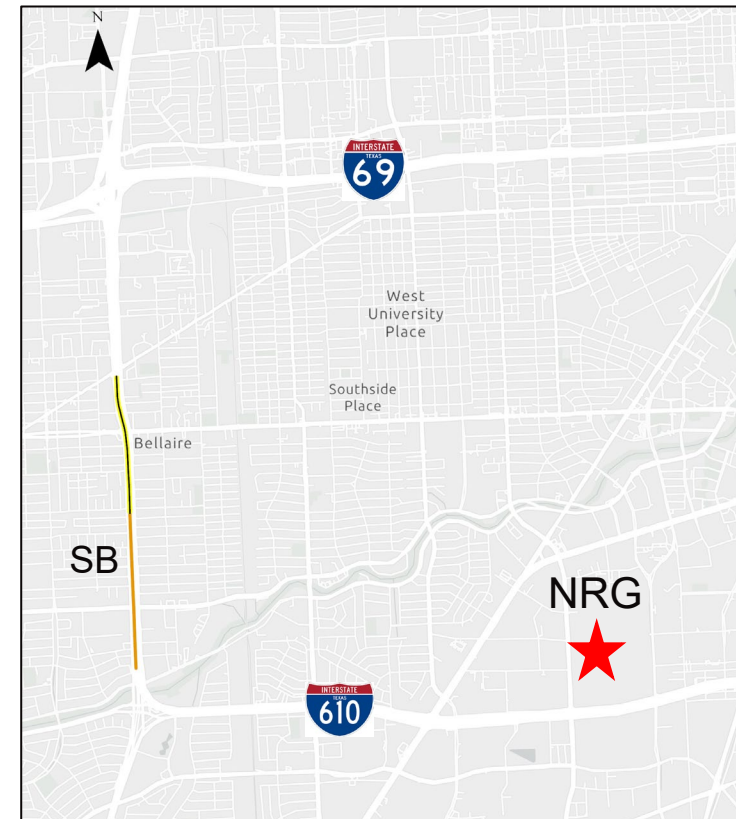 N
INTERSTATE
TEXAS
69
West
University
Place
Southside
Place
Bellaire
SB
NRG
INTERSTATE
TEXAS
610